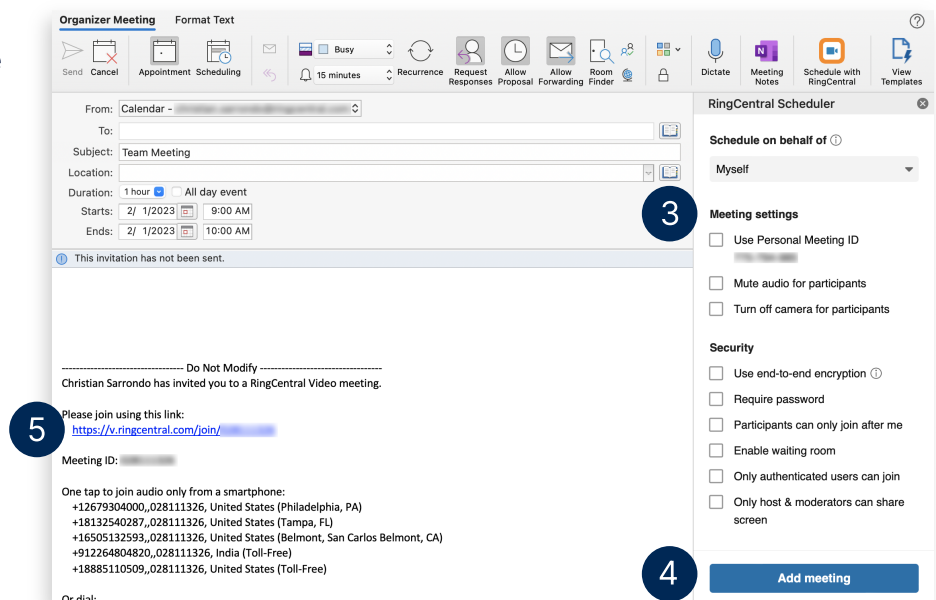 Organizer Meeting Format Text
Send Cancel Appointment Scheduling Busy 15 minutes Recurrence Request Responses Allow Proposal Allow Forwarding Room Finder Dictate Meeting Notes Schedule with RingCentral View Templates
From: Calendar -
To:
Subject: Team Meeting
Location:
Duration: 1 hour All day event
Starts: 2/ 1/2023 9:00 AM
Ends: 2/ 1/2023 10:00 AM
This invitation has not been sent.
---------------------------------- Do Not Modify ----------------------------------
Christian Sarrondo has invited you to a RingCentral Video meeting.
5
Please join using this link:
https://v.ringcentral.com/join/
Meeting ID:
One tap to join audio only from a smartphone:
+12679304000,,028111326, United States (Philadelphia, PA)
+18132540287,,028111326, United States (Tampa, FL)
+16505132593,,028111326, United States (Belmont, San Carlos Belmont, CA)
+912264804820,,028111326, India (Toll-Free)
+18885110509,,028111326, United States (Toll-Free)
Or dial:
RingCentral Scheduler
Schedule on behalf of
Myself
3
Meeting settings
Use Personal Meeting ID
Mute audio for participants
Turn off camera for participants
Security
Use end-to-end encryption
Require password
Participants can only join after me
Enable waiting room
Only authenticated users can join
Only host & moderators can share
screen
4
Add meeting